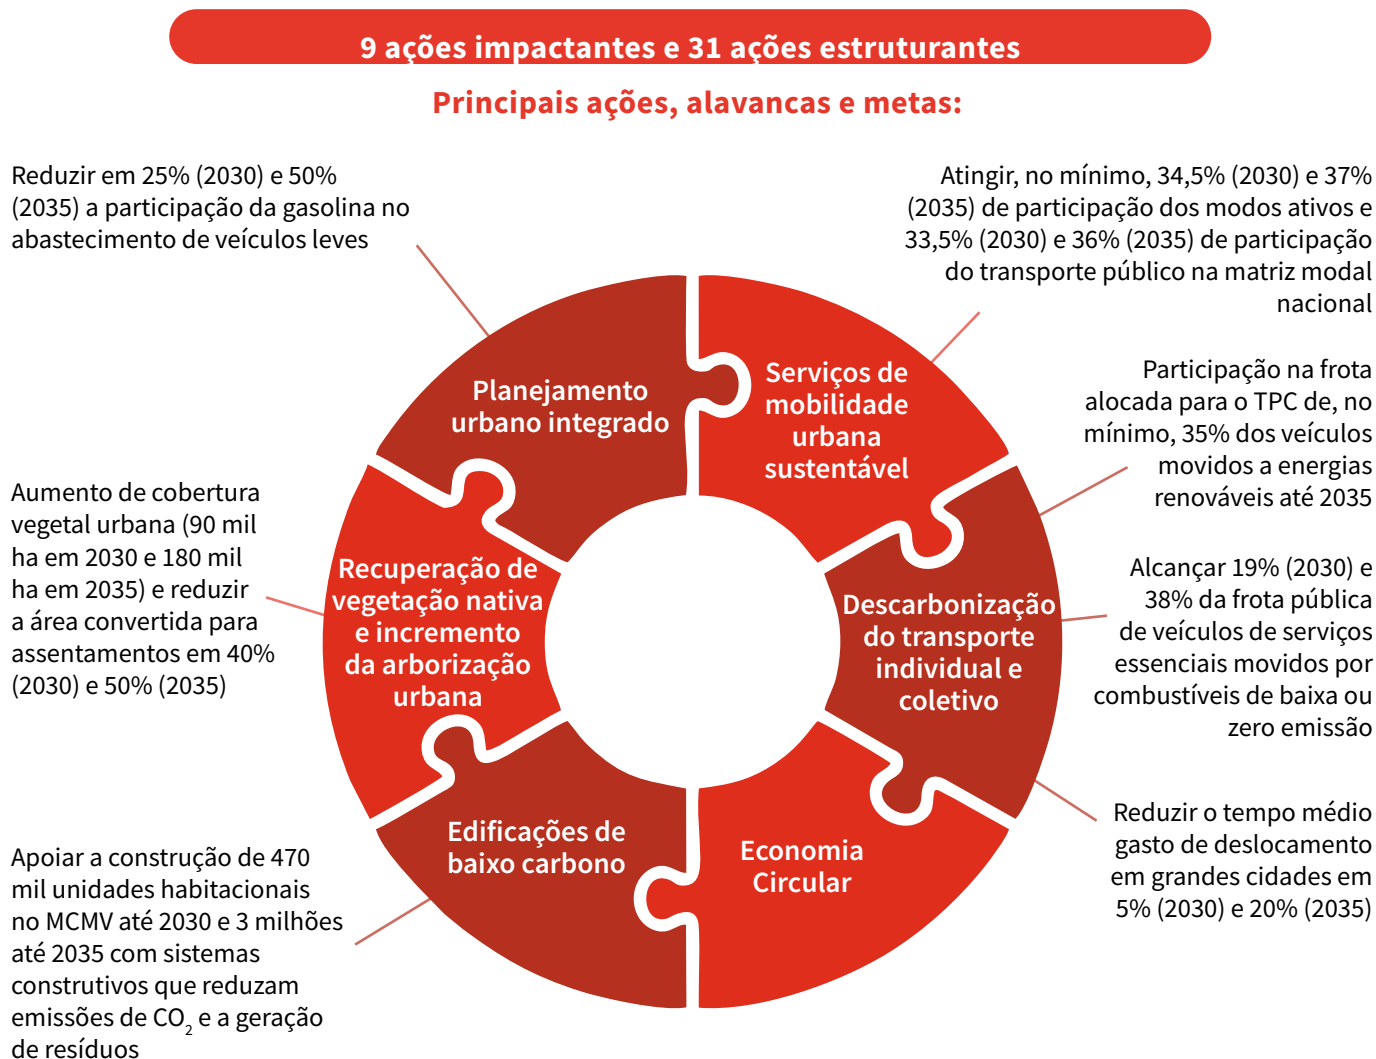 9 ações impactantes e 31 ações estruturantes
Principais ações, alavancas e metas:
Reduzir em 25% (2030) e 50%
(2035) a participação da gasolina no
abastecimento de veículos leves
Atingir, no mínimo, 34,5% (2030) e 37%
(2035) de participação dos modos ativos e
33,5% (2030) e 36% (2035) de participação
do transporte público na matriz modal
nacional
Planejamento
urbano integrado
Serviços de
mobilidade
urbana
sustentável
Participação na frota
alocada para o TPC de, no
mínimo, 35% dos veículos
movidos a energias
renováveis até 2035
Aumento de cobertura
vegetal urbana (90 mil
ha em 2030 e 180 mil
ha em 2035) e reduzir
a área convertida para
assentamentos em 40%
(2030) e 50% (2035)
Recuperação de
vegetação nativa
e incremento
da arborização
urbana
Descarbonização
do transporte
individual e
coletivo
Alcançar 19% (2030) e
38% da frota pública
de veículos de serviços
essenciais movidos por
combustíveis de baixa ou
zero emissão
Edificações de
baixo carbono
Economia
Circular
Reduzir o tempo médio
gasto de deslocamento
em grandes cidades em
5% (2030) e 20% (2035)
Apoiar a construção de 470
mil unidades habitacionais
no MCMV até 2030 e 3 milhões
até 2035 com sistemas
construtivos que reduzam
emissões de CO₂ e a geração
de resíduos